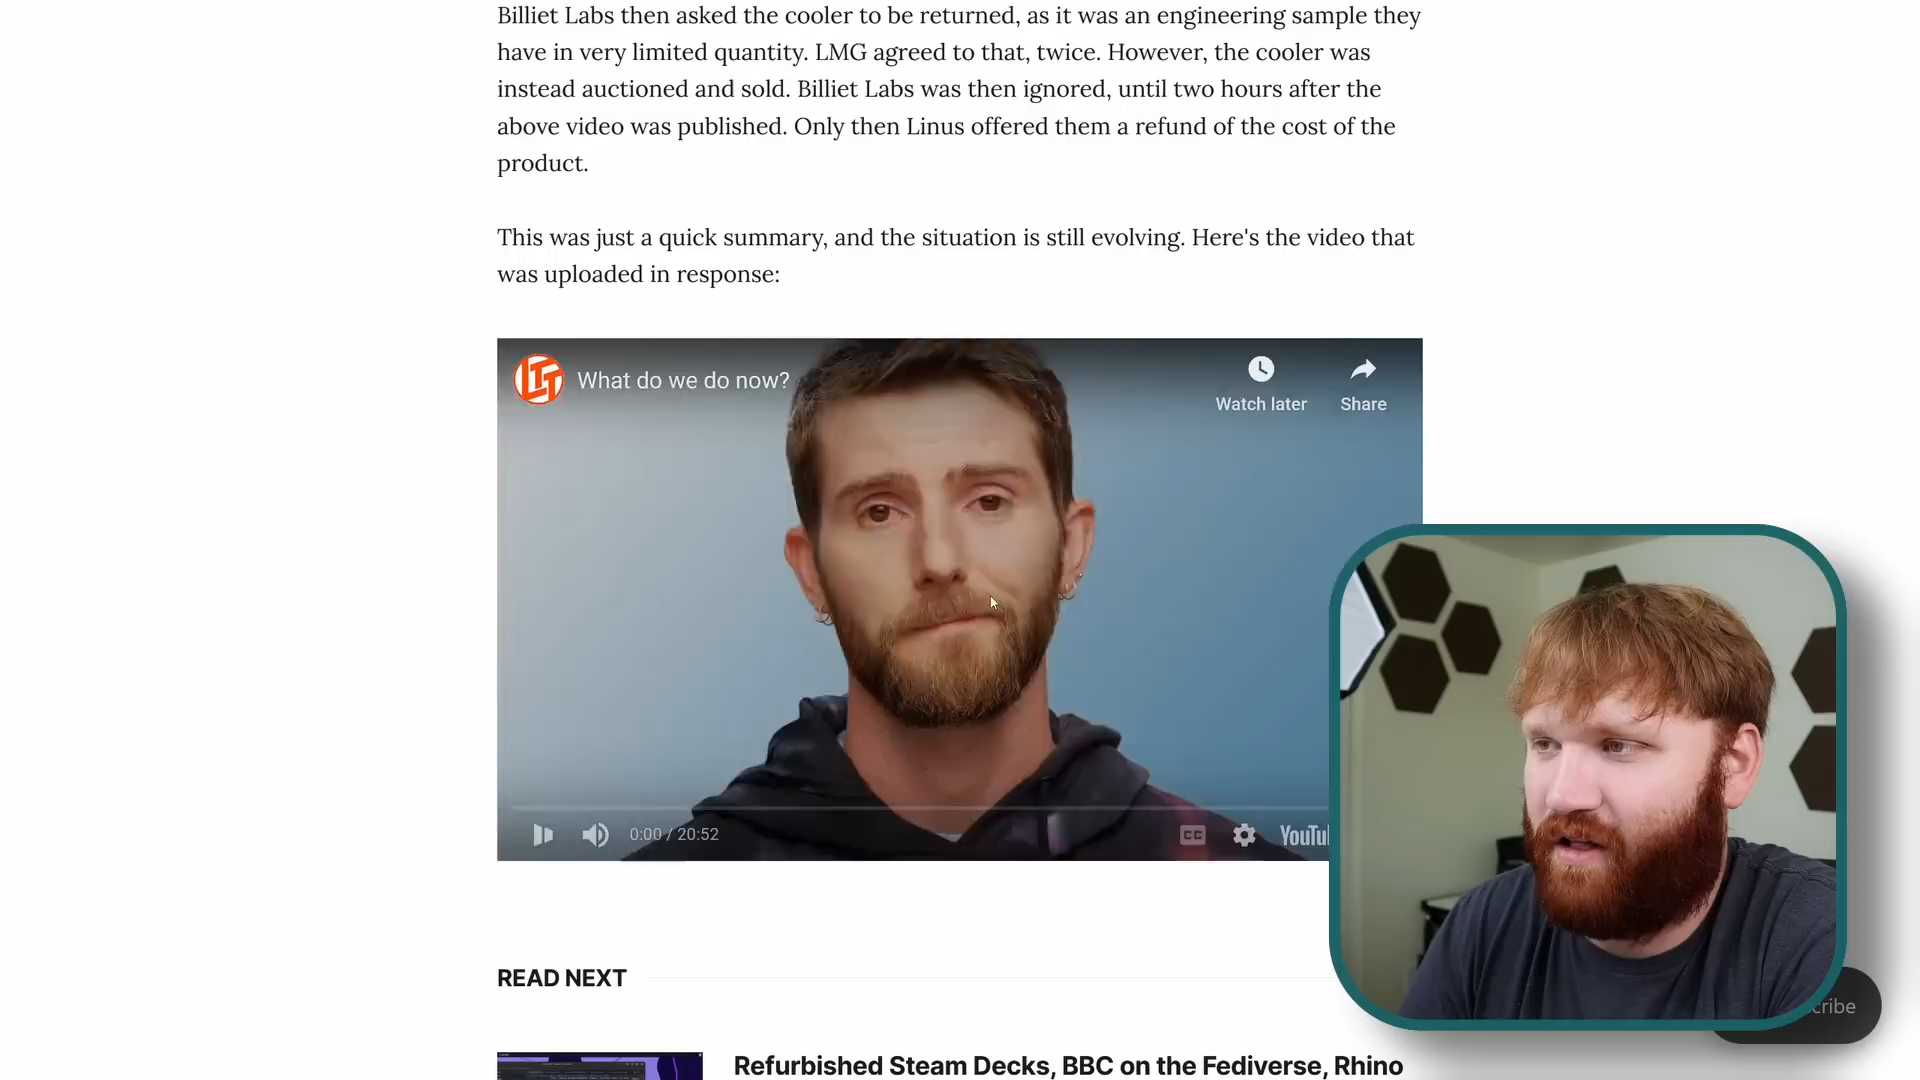 Billiet Labs then asked the cooler to be returned, as it was an engineering sample they
have in very limited quantity. LMG agreed to that, twice. However, the cooler was
instead auctioned and sold. Billiet Labs was then ignored, until two hours after the
above video was published. Only then Linus offered them a refund of the cost of the
product.
This was just a quick summary, and the situation is still evolving. Here's the video that
was uploaded in response:
LTT
What do we do now?
Watch later
Share
0:00 / 20:52
CC
YouTu
READ NEXT
cribe
Refurbished Steam Decks, BBC on the Fediverse, Rhino